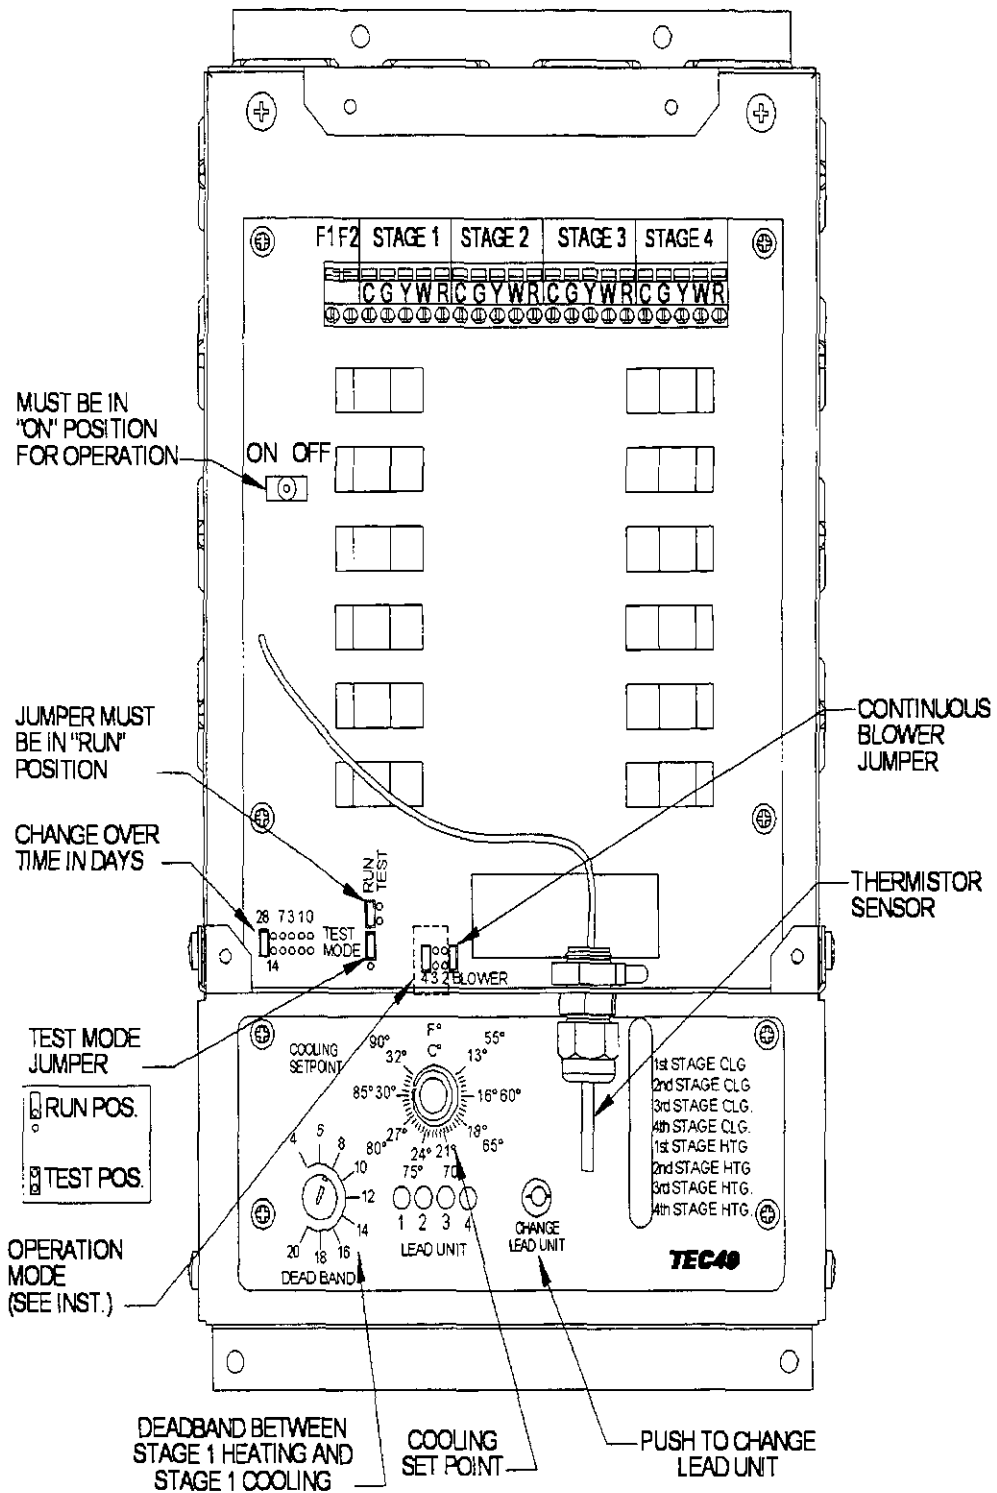 F1 F2 STAGE 1 STAGE 2 STAGE 3 STAGE 4
C G Y W R C G Y W R C G Y W R C G Y W R
MUST BE IN
"ON" POSITION
FOR OPERATION
ON OFF
JUMPER MUST
BE IN "RUN"
POSITION
CONTINUOUS
BLOWER
JUMPER
CHANGE OVER
TIME IN DAYS
RUN
TEST
THERMISTOR
SENSOR
28 7 3 1 0
14
TEST
MODE
4 3 2 BLOWER
TEST MODE
JUMPER
RUN POS.
TEST POS.
OPERATION
MODE
(SEE INST.)
COOLING
SETPOINT
F°
C°
90° 55°
32° 13°
85° 30° 16° 60°
27° 18°
80° 24° 21° 65°
75° 70
4 6 8 10 12 14 16 18 20
DEAD BAND
1 2 3 4
LEAD UNIT
CHANGE
LEAD UNIT
1st STAGE CLG
2nd STAGE CLG
3rd STAGE CLG.
4th STAGE CLG.
1st STAGE HTG
2nd STAGE HTG
3rd STAGE HTG.
4th STAGE HTG.
TEC49
DEADBAND BETWEEN
STAGE 1 HEATING AND
STAGE 1 COOLING
COOLING
SET POINT
PUSH TO CHANGE
LEAD UNIT